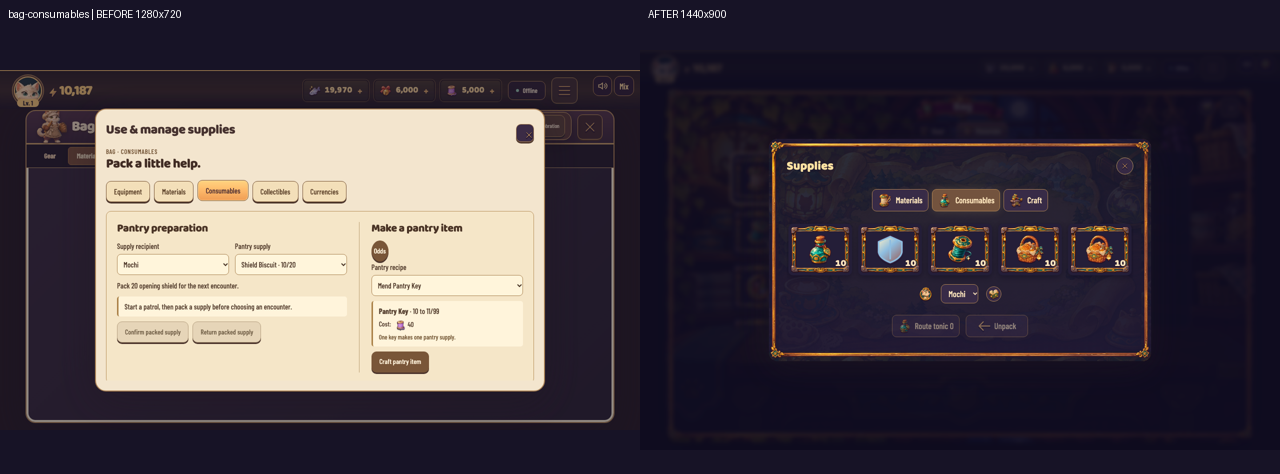 bag-consumables | BEFORE 1280x720
AFTER 1440x900
10,187
19,970 +
6,000 +
5,000 +
Offline
Mix
Lv. 1
Bag
Gear
Use & manage supplies
BAG · CONSUMABLES
Pack a little help.
Equipment
Materials
Consumables
Collectibles
Currencies
Pantry preparation
Supply recipient
Pantry supply
Mochi
Shield Biscuit · 10/20
Pack 20 opening shield for the next encounter.
Start a patrol, then pack a supply before choosing an encounter.
Confirm packed supply
Return packed supply
Make a pantry item
Odds
Pantry recipe
Mend Pantry Key
Pantry Key · 10 to 11/99
Cost: 40
One key makes one pantry supply.
Craft pantry item
Supplies
Materials
Consumables
Craft
10
10
10
10
10
Mochi
Route tonic 0
Unpack